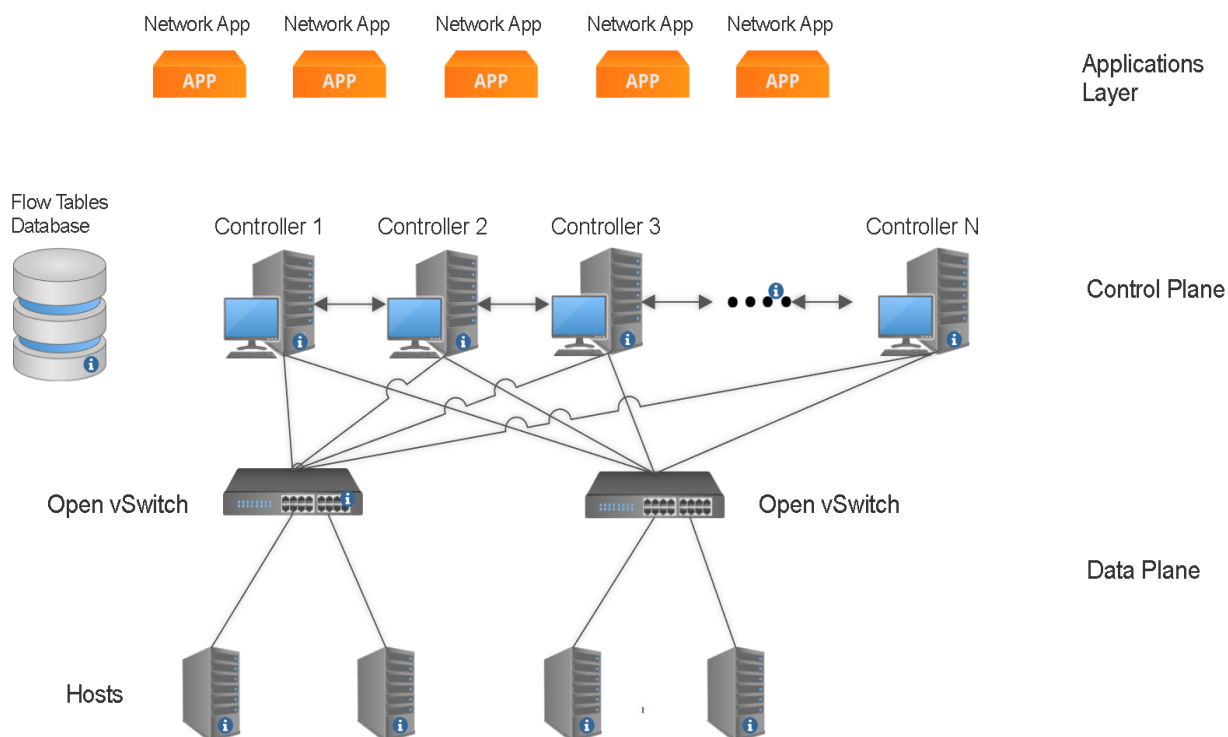 Network App
Network App
Network App
Network App
Network App
APP
APP
APP
APP
APP
Applications
Layer
Flow Tables
Database
Controller 1
Controller 2
Controller 3
Controller N
i
i
i
i
i
i
Control Plane
Open vSwitch
i
Open vSwitch
Data Plane
Hosts
i
i
i
i